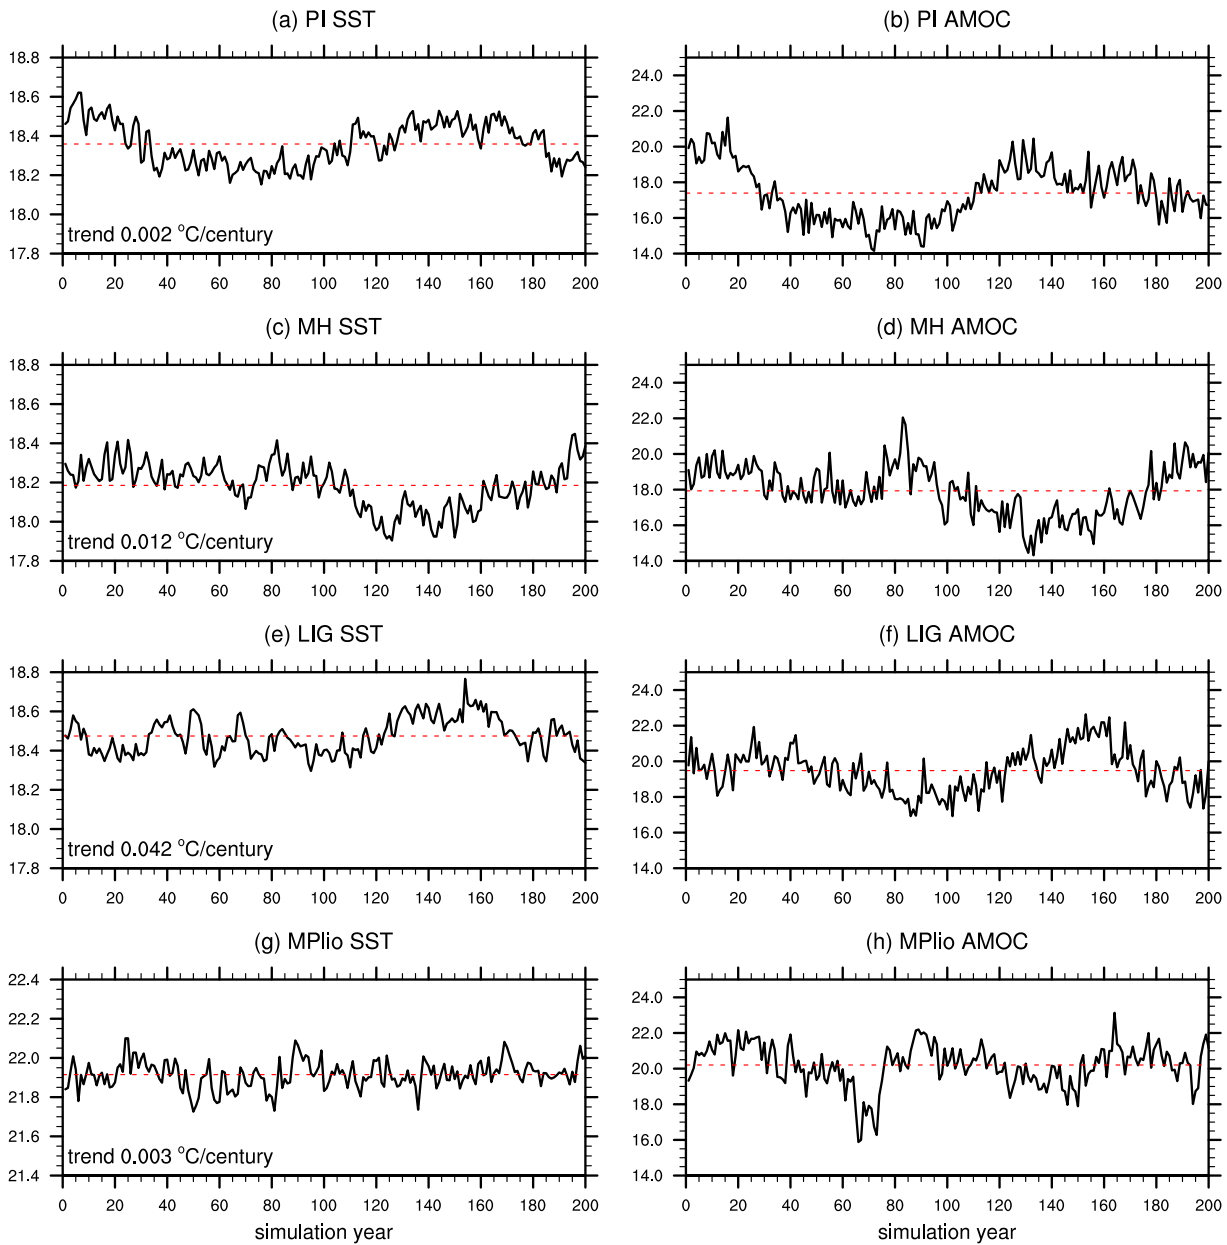 (a) PI SST
18.8
18.6
18.4
18.2
18.0
17.8
trend 0.002 °C/century
0 20 40 60 80 100 120 140 160 180 200
(b) PI AMOC
24.0
22.0
20.0
18.0
16.0
14.0
0 20 40 60 80 100 120 140 160 180 200
(c) MH SST
18.8
18.6
18.4
18.2
18.0
17.8
trend 0.012 °C/century
0 20 40 60 80 100 120 140 160 180 200
(d) MH AMOC
24.0
22.0
20.0
18.0
16.0
14.0
0 20 40 60 80 100 120 140 160 180 200
(e) LIG SST
18.8
18.6
18.4
18.2
18.0
17.8
trend 0.042 °C/century
0 20 40 60 80 100 120 140 160 180 200
(f) LIG AMOC
24.0
22.0
20.0
18.0
16.0
14.0
0 20 40 60 80 100 120 140 160 180 200
(g) MPlio SST
22.4
22.2
22.0
21.8
21.6
21.4
trend 0.003 °C/century
0 20 40 60 80 100 120 140 160 180 200
simulation year
(h) MPlio AMOC
24.0
22.0
20.0
18.0
16.0
14.0
0 20 40 60 80 100 120 140 160 180 200
simulation year